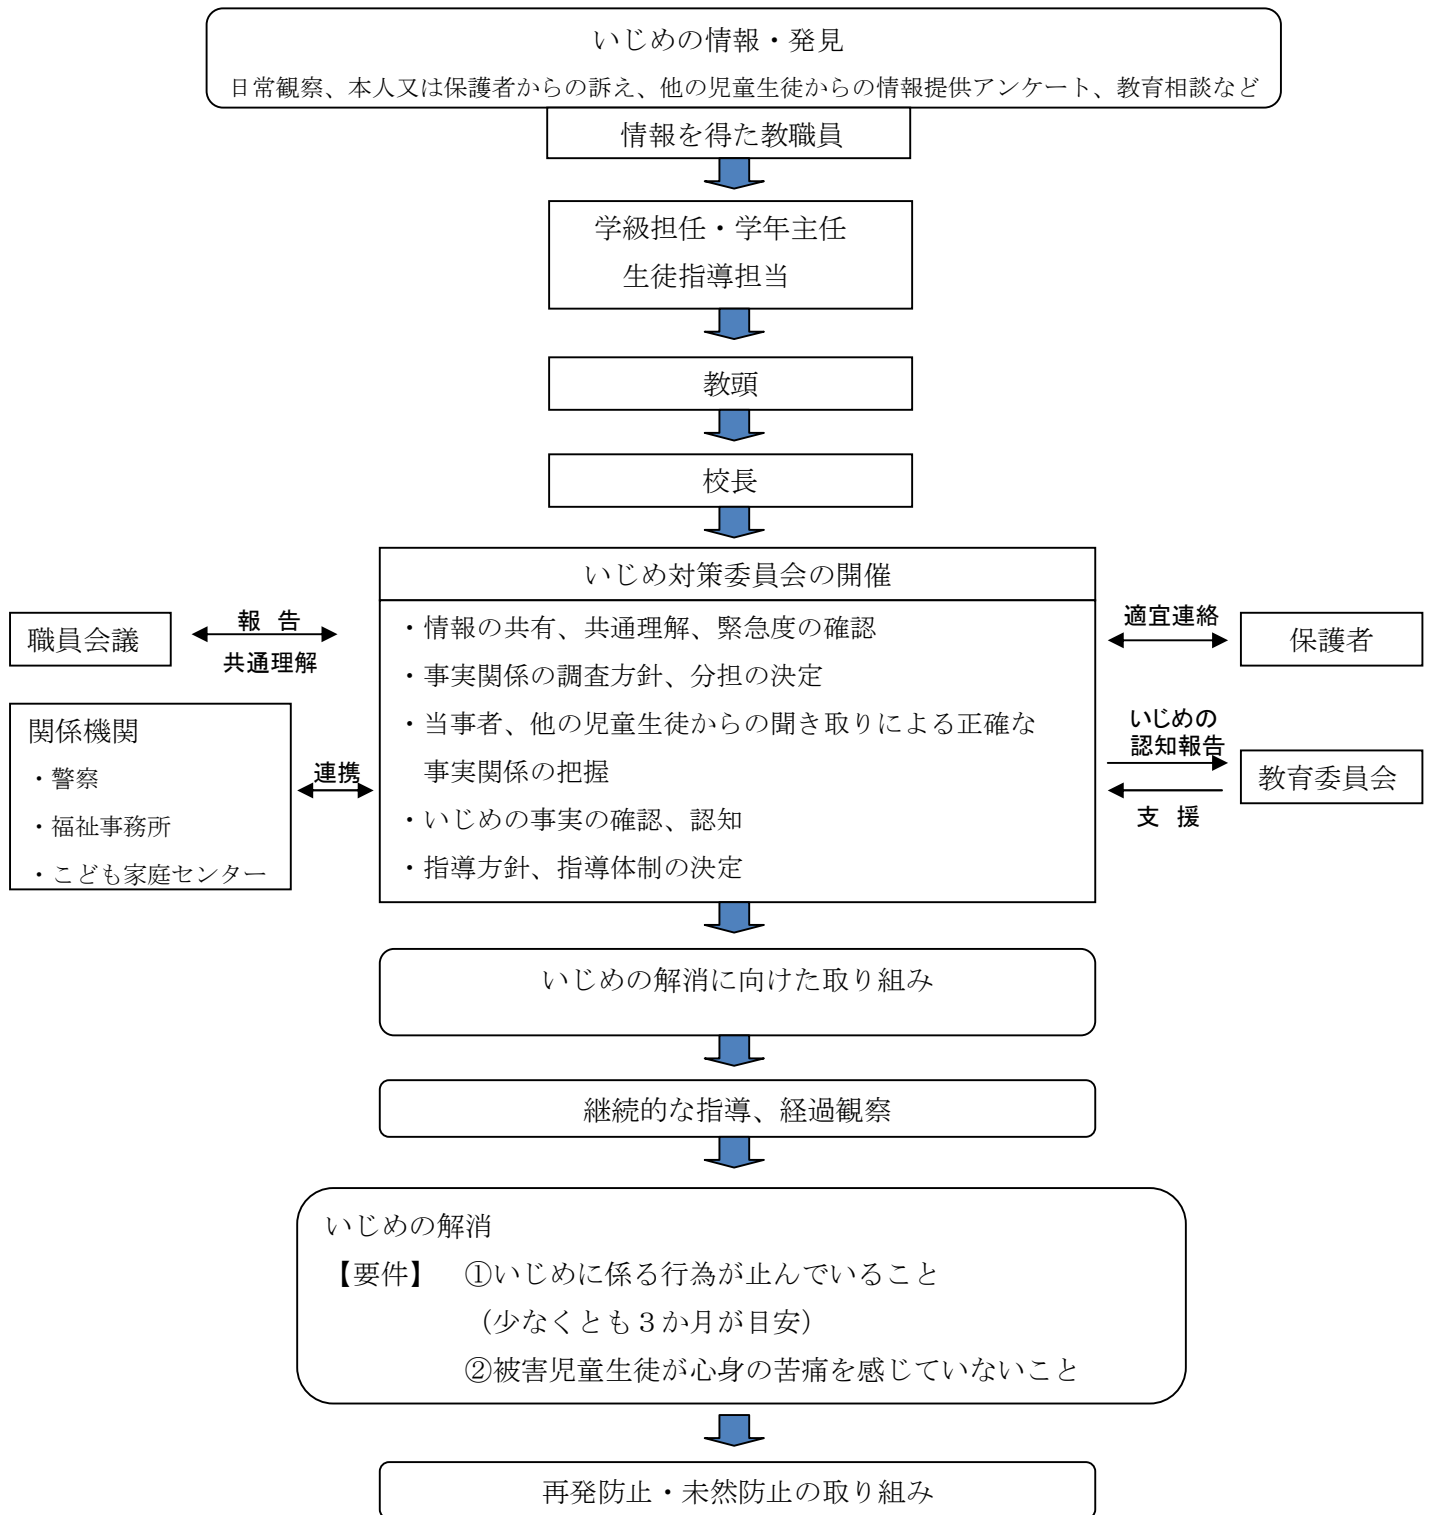 いじめの情報・発見
日常観察、本人又は保護者からの訴え、他の児童生徒からの情報提供アンケート、教育相談など
情報を得た教職員
学級担任・学年主任
生徒指導担当
教頭
校長
いじめ対策委員会の開催
・情報の共有、共通理解、緊急度の確認
・事実関係の調査方針、分担の決定
・当事者、他の児童生徒からの聞き取りによる正確な
事実関係の把握
・いじめの事実の確認、認知
・指導方針、指導体制の決定
職員会議
報 告
共通理解
関係機関
・警察
・福祉事務所
・こども家庭センター
連携
適宜連絡
保護者
いじめの
認知報告
教育委員会
支 援
いじめの解消に向けた取り組み
継続的な指導、経過観察
いじめの解消
【要件】 ①いじめに係る行為が止んでいること
（少なくとも３か月が目安）
②被害児童生徒が心身の苦痛を感じていないこと
再発防止・未然防止の取り組み